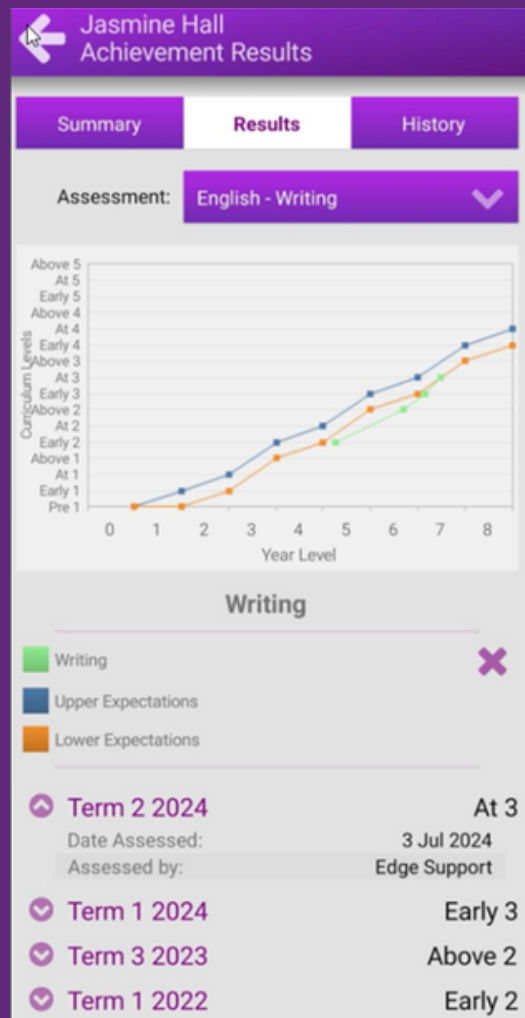 Jasmine Hall
Achievement Results
Summary Results History
Assessment: English - Writing
Curriculum Levels
Above 5
At 5
Early 5
Above 4
At 4
Early 4
Above 3
At 3
Early 3
Above 2
At 2
Early 2
Above 1
At 1
Early 1
Pre 1
0 1 2 3 4 5 6 7 8
Year Level
Writing
Writing
Upper Expectations
Lower Expectations
Term 2 2024 At 3
Date Assessed: 3 Jul 2024
Assessed by: Edge Support
Term 1 2024 Early 3
Term 3 2023 Above 2
Term 1 2022 Early 2